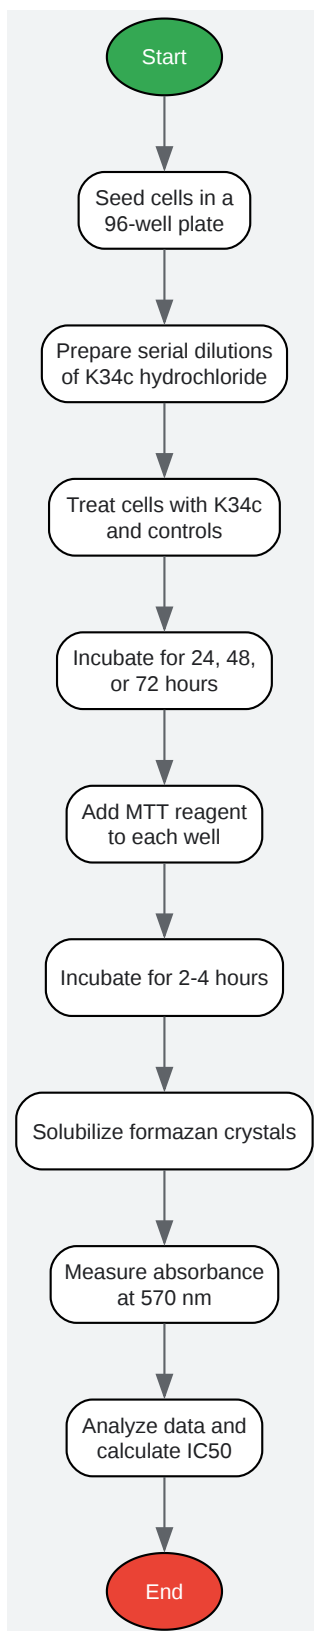 Start
Seed cells in a
96-well plate
Prepare serial dilutions
of K34c hydrochloride
Treat cells with K34c
and controls
Incubate for 24, 48,
or 72 hours
Add MTT reagent
to each well
Incubate for 2-4 hours
Solubilize formazan crystals
Measure absorbance
at 570 nm
Analyze data and
calculate IC50
End